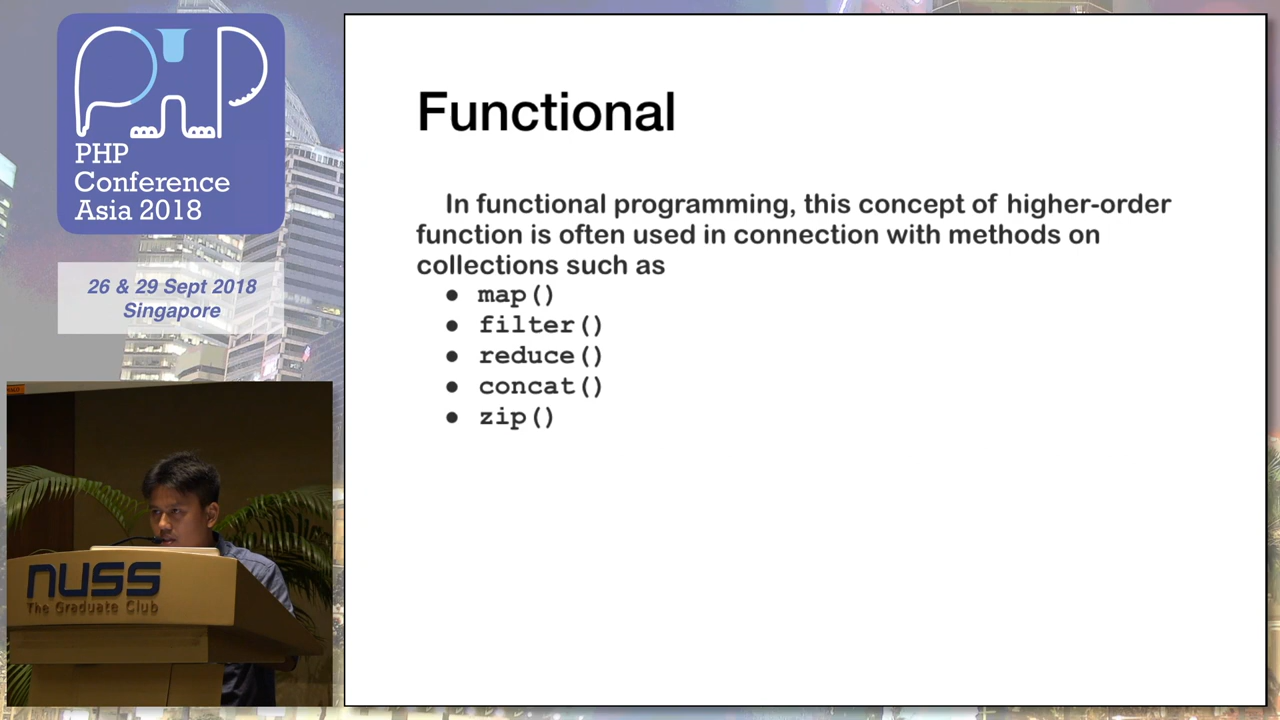 PHP
Conference
Asia 2018
26 & 29 Sept 2018
Singapore
nuss
The Graduate Club
Functional
In functional programming, this concept of higher-order
function is often used in connection with methods on
collections such as
● map()
● filter()
● reduce()
● concat()
● zip()